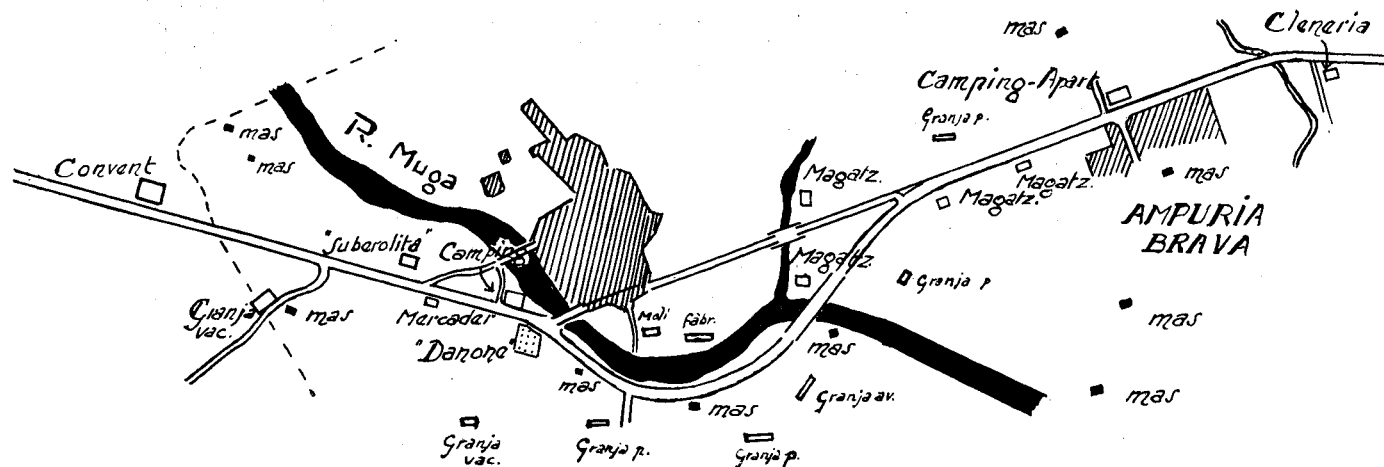 mas
Cleneria
Camping-Apart.
Granja p.
R. Muga
mas
mas
Convent
Magatz.
Magatz.
Magatz.
mas
AMPURIA
BRAVA
"Suberolita"
Camping
Magatz.
Granja p.
Granja
vac.
mas
Mercader
Molí
fàbr.
mas
mas
"Danone"
mas
Granja av.
mas
mas
Granja
vac.
Granja p.
Granja p.